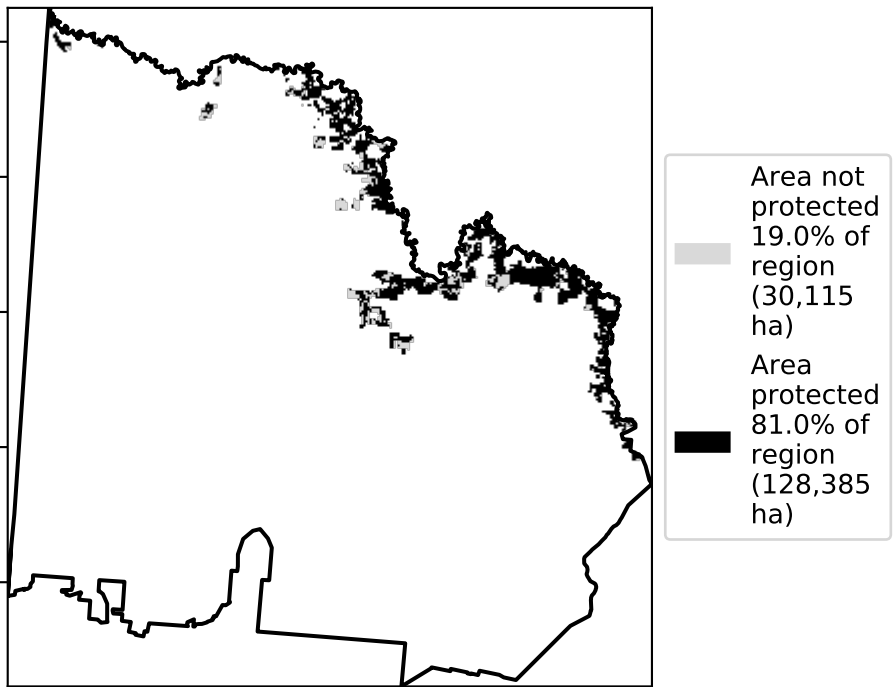 Area not
protected
19.0% of
region
(30,115
ha)
Area
protected
81.0% of
region
(128,385
ha)